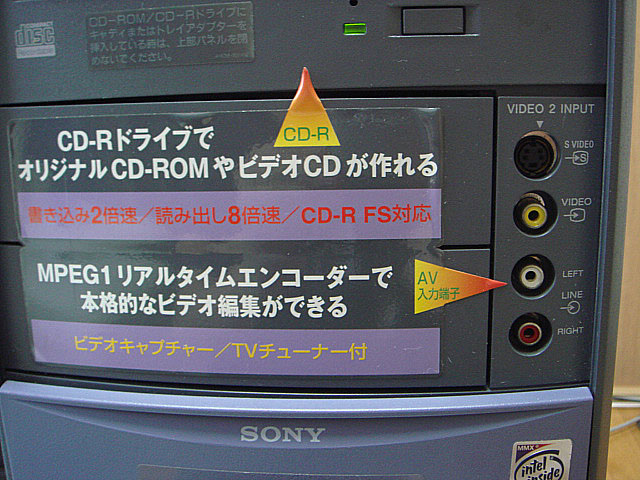 COMPACT
disc
CD-ROM/CD-Rドライブに
キャディまたはトレイアダプターを
挿入している時は、上部パネルを閉
めないでください。
CD-R
CD-Rドライブで
オリジナルCD-ROMやビデオCDが作れる
書き込み2倍速/読み出し8倍速/CD-R FS対応
MPEG1リアルタイムエンコーダーで
本格的なビデオ編集ができる
ビデオキャプチャー/TVチューナー付
AV
入力端子
VIDEO 2 INPUT
S VIDEO
S
VIDEO
LEFT
LINE
RIGHT
SONY
MMX
intel
inside